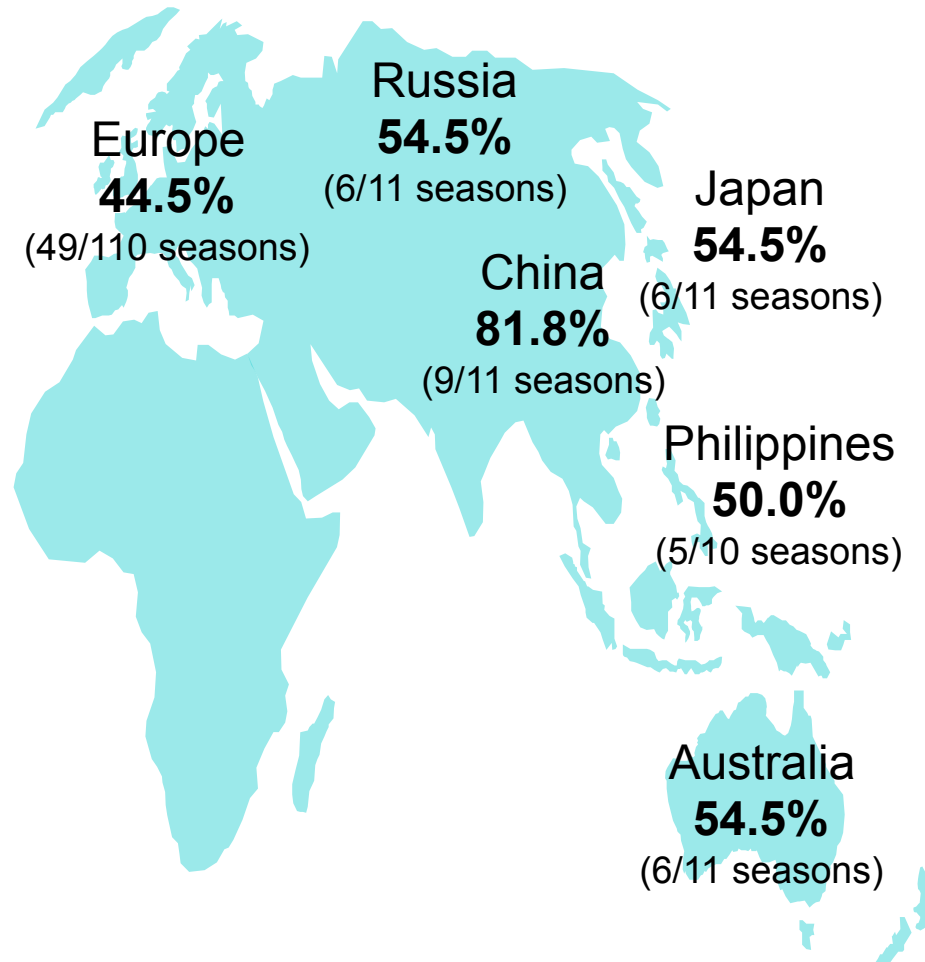 Russia
54.5%
(6/11 seasons)
Europe
44.5%
(49/110 seasons)
Japan
54.5%
(6/11 seasons)
China
81.8%
(9/11 seasons)
Philippines
50.0%
(5/10 seasons)
Australia
54.5%
(6/11 seasons)